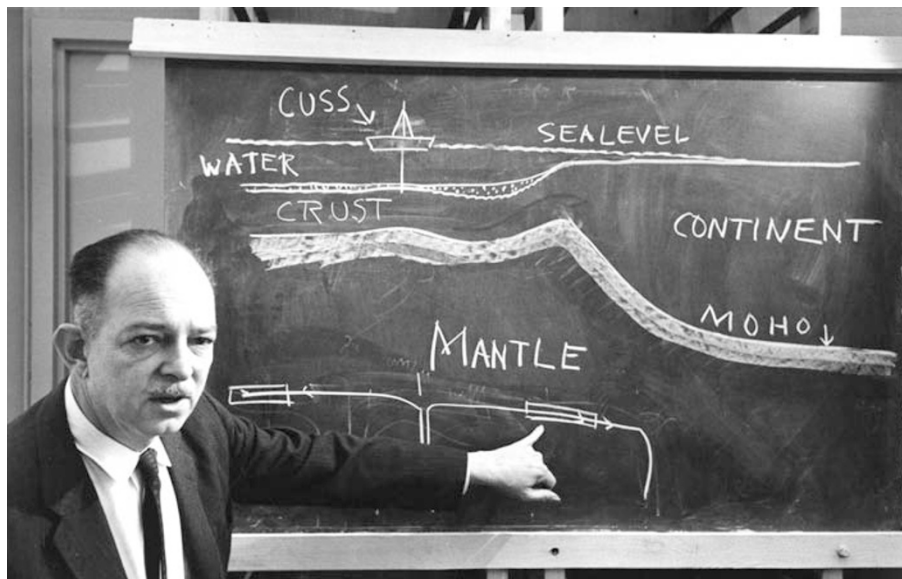 CUSS
SEALEVEL
WATER
CRUST
CONTINENT
MOHO
MANTLE